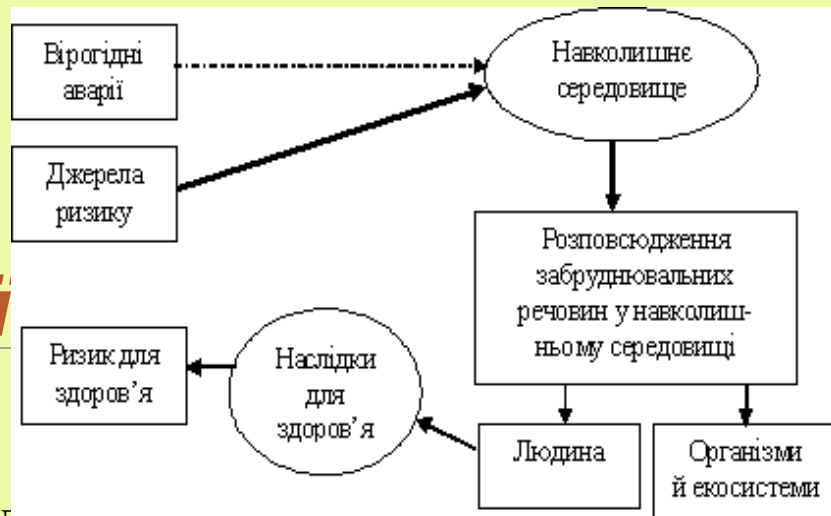 Вірогідні
аварії
Навколишнє
середовище
Джерела
ризику
Розповсюдження
забруднювальних
речовин у навколиш-
ньому середовищі
Ризик для
здоров’я
Наслідки
для
здоров’я
Людина
Організми
й екосистеми